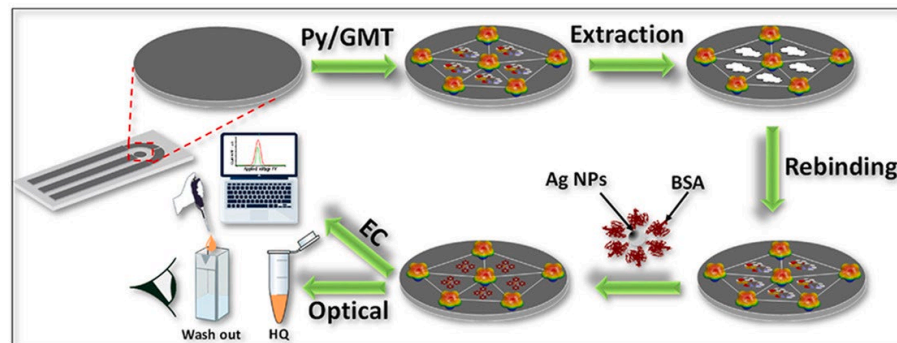 Py/GMT
Extraction
Rebinding
Ag NPs
BSA
EC
Optical
Wash out
HQ